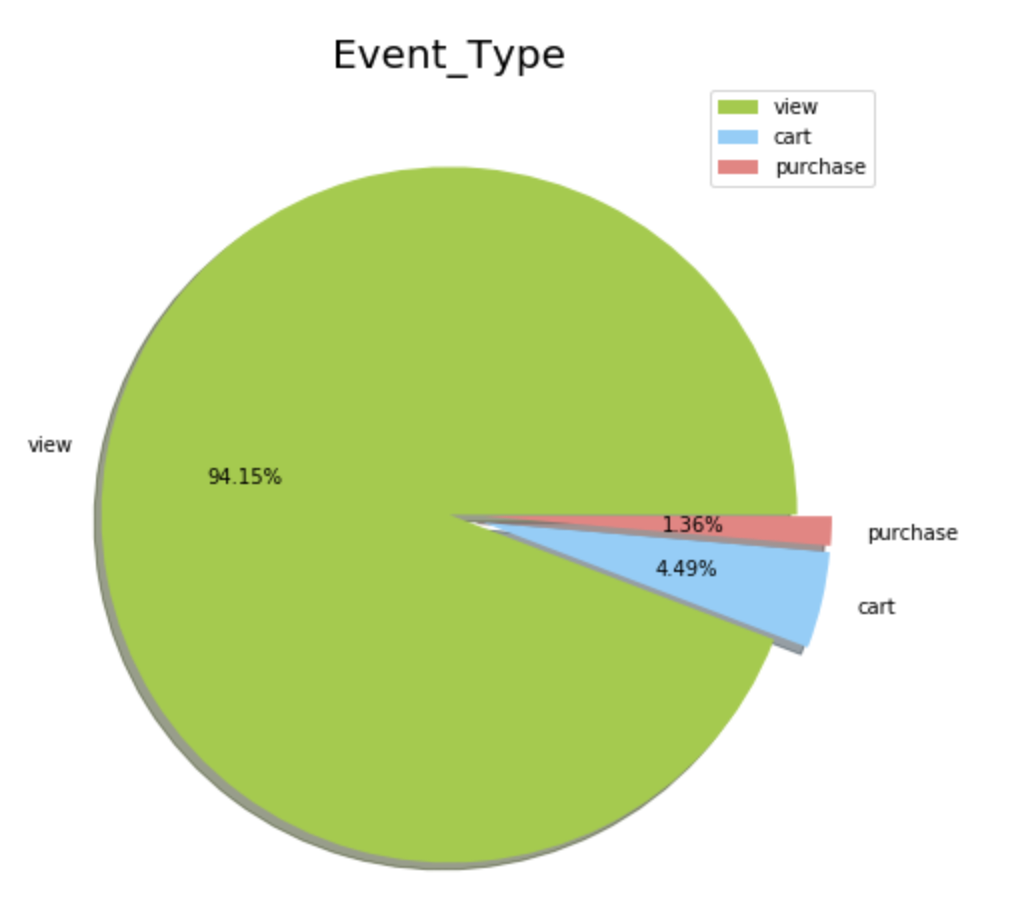 Event_Type
view
cart
purchase
view
94.15%
1.36%
purchase
4.49%
cart